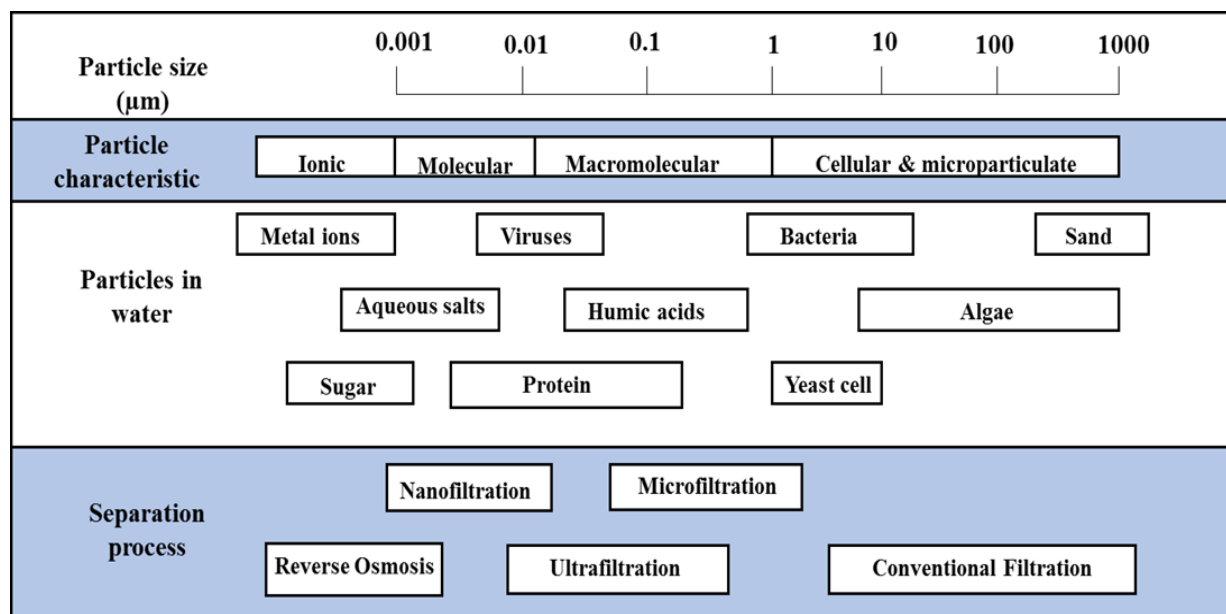 0.001 0.01 0.1 1 10 100 1000
Particle size
(µm)
Particle
characteristic
Ionic Molecular Macromolecular Cellular & microparticulate
Metal ions Viruses Bacteria Sand
Particles in
water
Aqueous salts Humic acids Algae
Sugar Protein Yeast cell
Nanofiltration Microfiltration
Separation
process
Reverse Osmosis Ultrafiltration Conventional Filtration